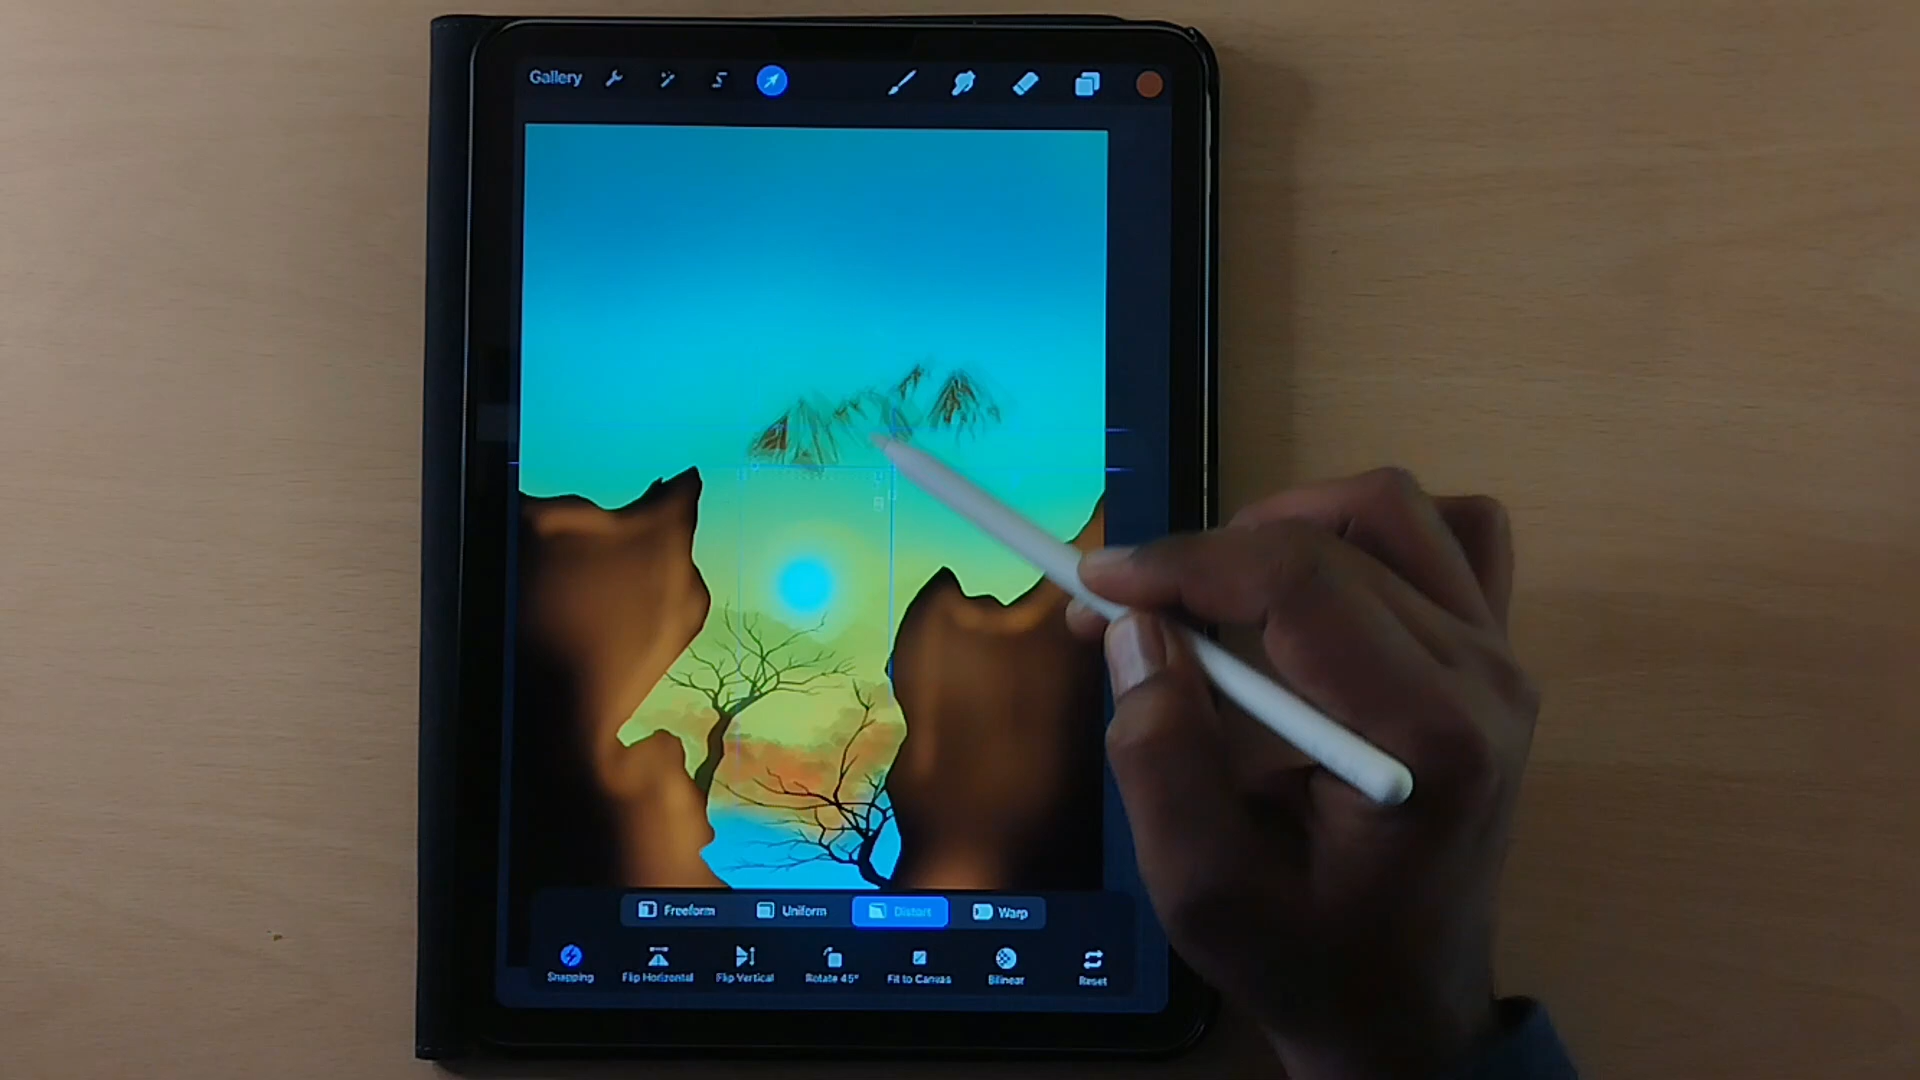 Gallery
Freeform Uniform Distort Warp
Snapping Flip Horizontal Flip Vertical Rotate 45° Fit to Canvas Bilinear Reset